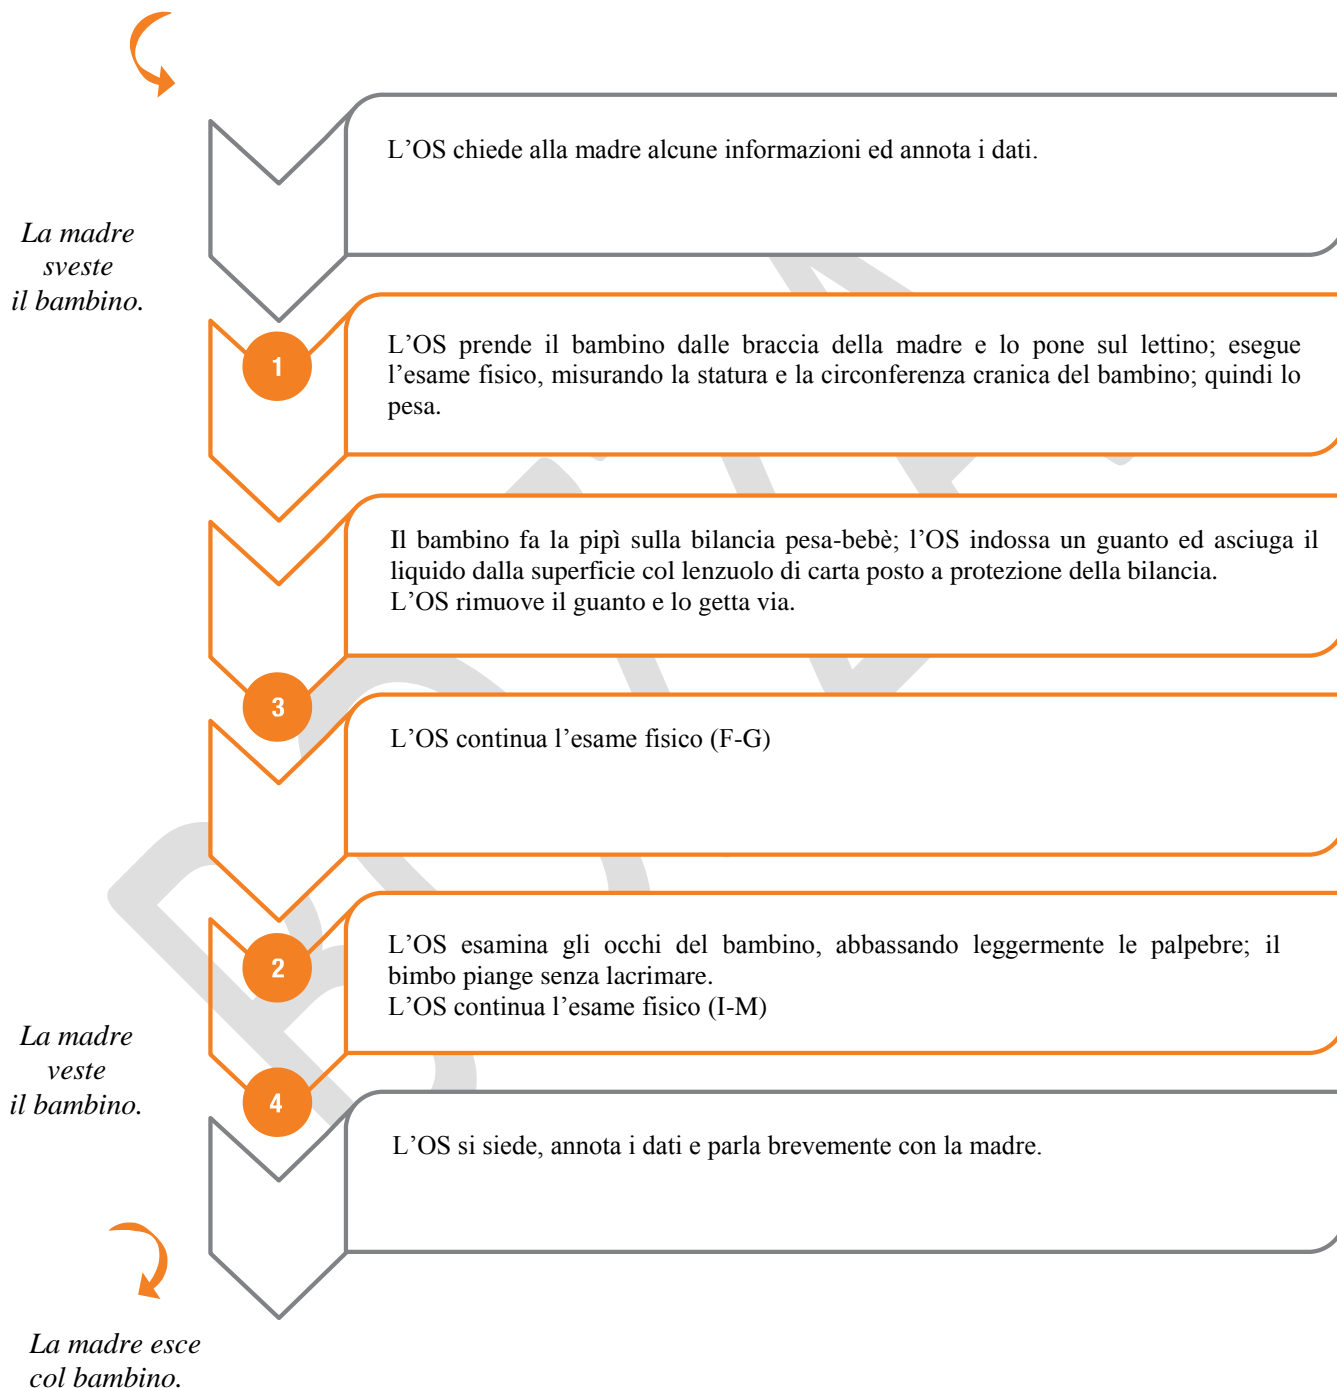 L'OS chiede alla madre alcune informazioni ed annota i dati.
La madre
sveste
il bambino.
1
L'OS prende il bambino dalle braccia della madre e lo pone sul lettino; esegue
l'esame fisico, misurando la statura e la circonferenza cranica del bambino; quindi lo
pesa.
Il bambino fa la pipì sulla bilancia pesa-bebè; l'OS indossa un guanto ed asciuga il
liquido dalla superficie col lenzuolo di carta posto a protezione della bilancia.
L'OS rimuove il guanto e lo getta via.
3
L'OS continua l'esame fisico (F-G)
2
L'OS esamina gli occhi del bambino, abbassando leggermente le palpebre; il
bimbo piange senza lacrimare.
L'OS continua l'esame fisico (I-M)
La madre
veste
il bambino.
4
L'OS si siede, annota i dati e parla brevemente con la madre.
La madre esce
col bambino.